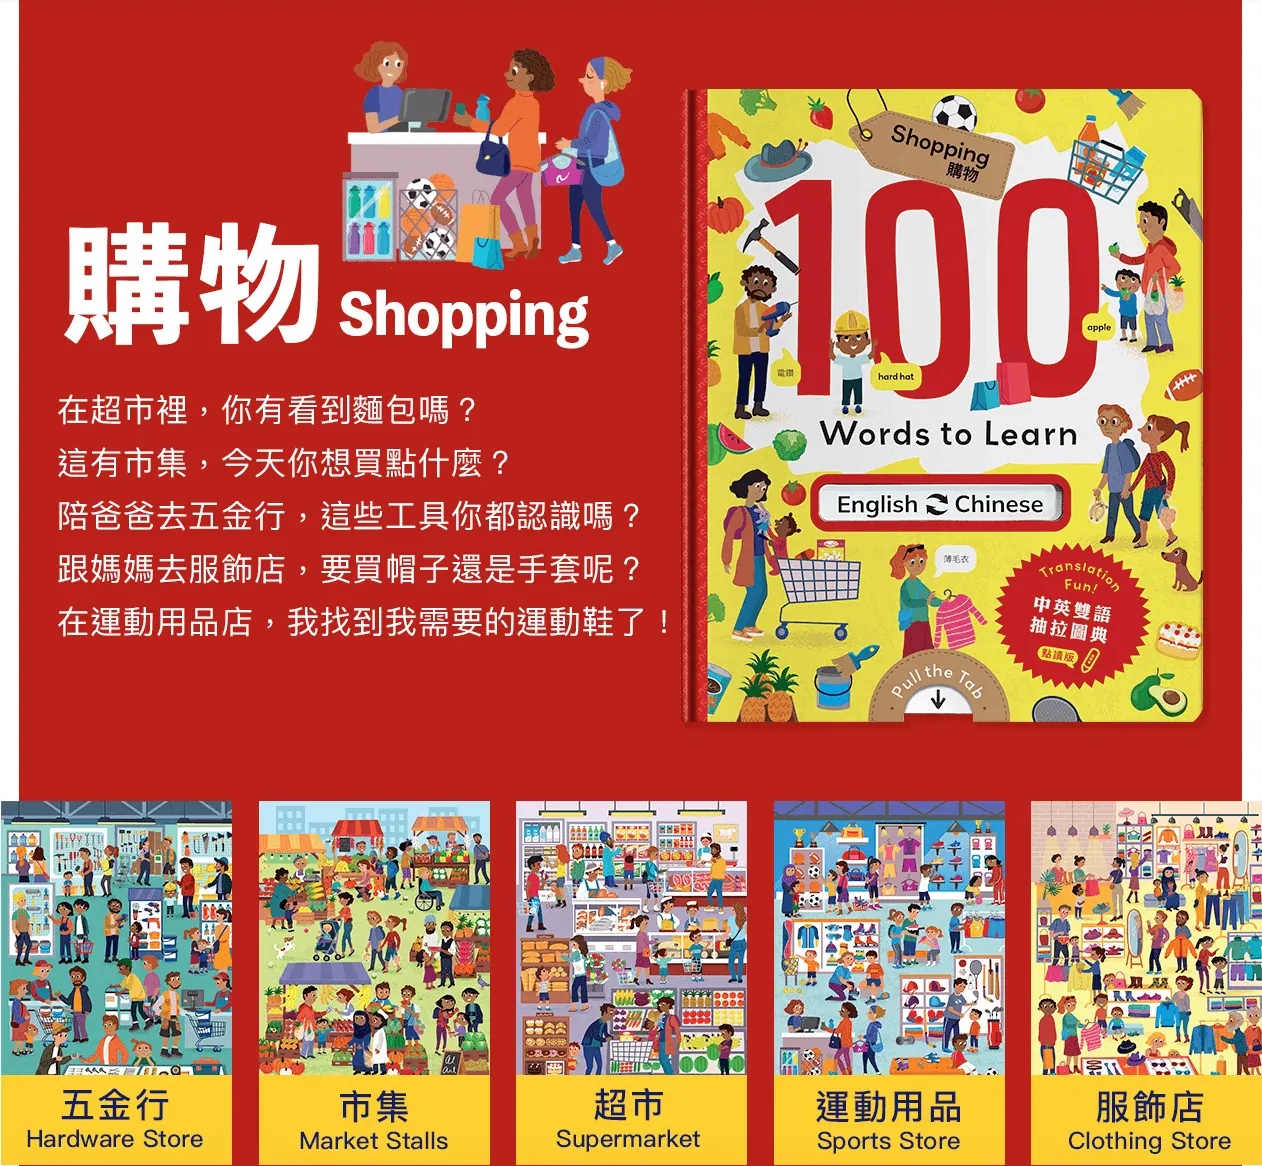 購物 Shopping
在超市裡，你有看到麵包嗎？
這有市集，今天你想買點什麼？
陪爸爸去五金行，這些工具你都認識嗎？
跟媽媽去服飾店，要買帽子還是手套呢？
在運動用品店，我找到我需要的運動鞋了！
Shopping
購物
100
apple
電鑽
hard hat
Words to Learn
English Chinese
薄毛衣
Translation
Fun!
中英雙語
抽拉圖典
點讀版
Pull the Tab
五金行
Hardware Store
市集
Market Stalls
超市
Supermarket
運動用品
Sports Store
服飾店
Clothing Store